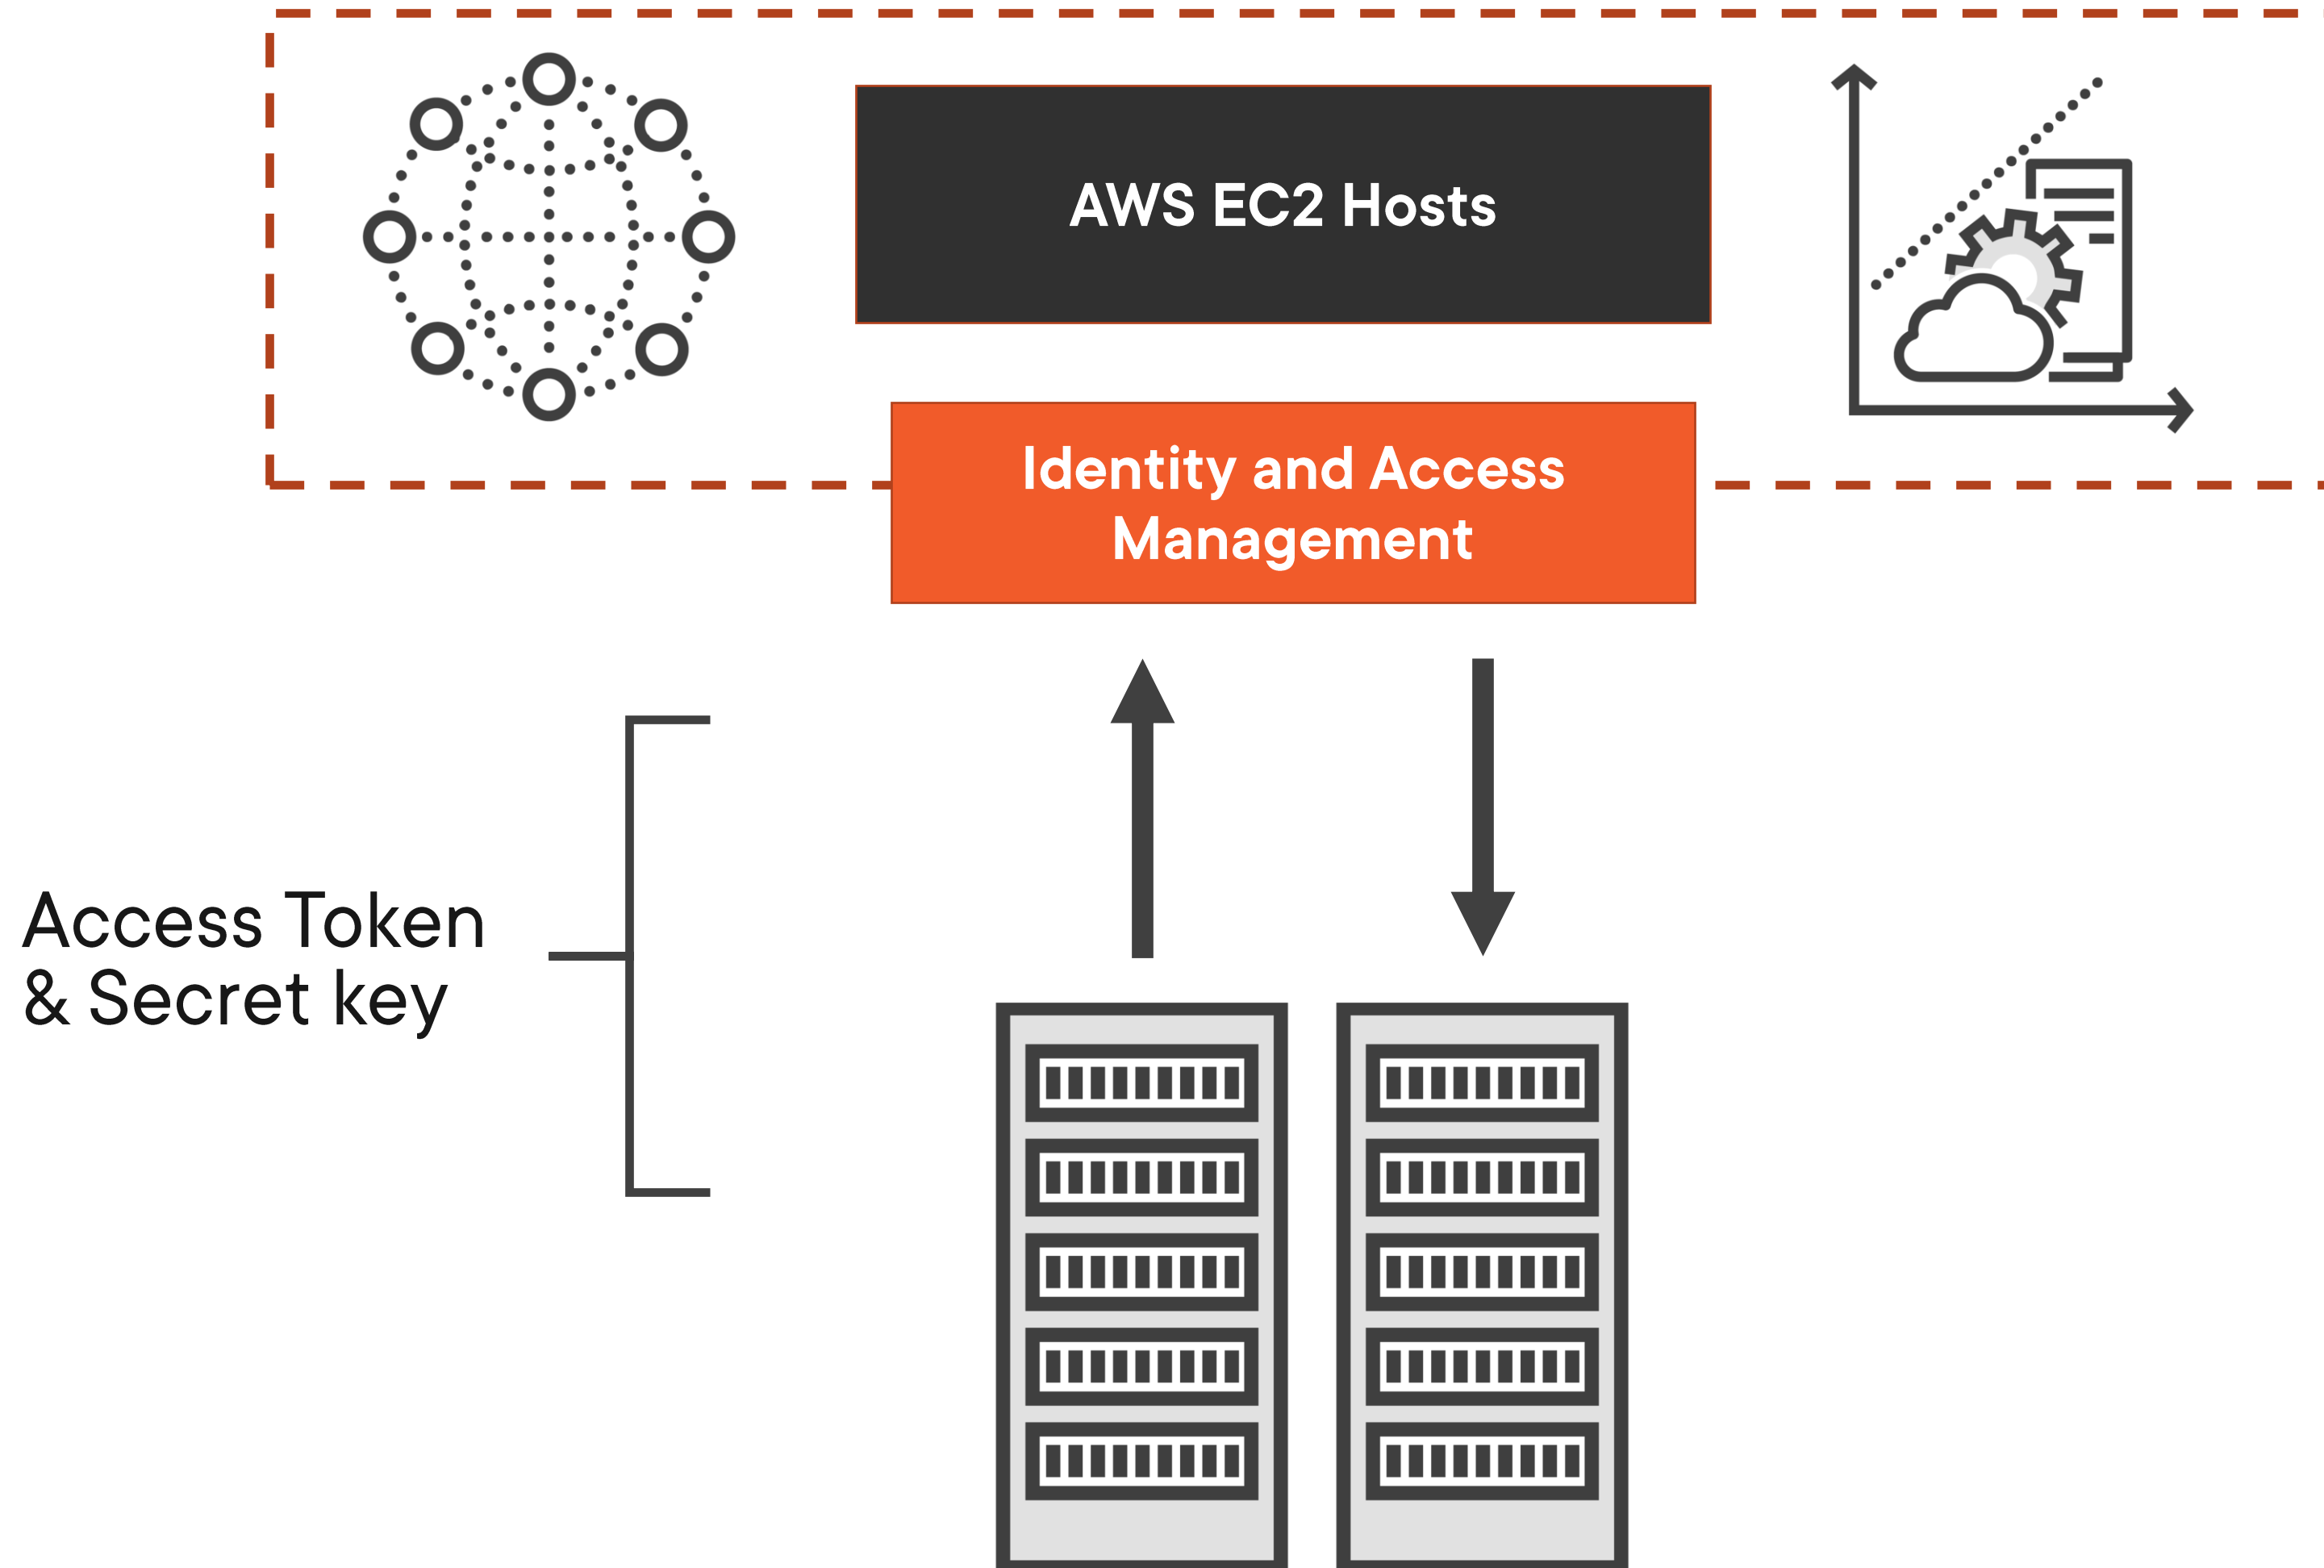 AWS EC2 Hosts
Identity and Access
Management
Access Token
& Secret key